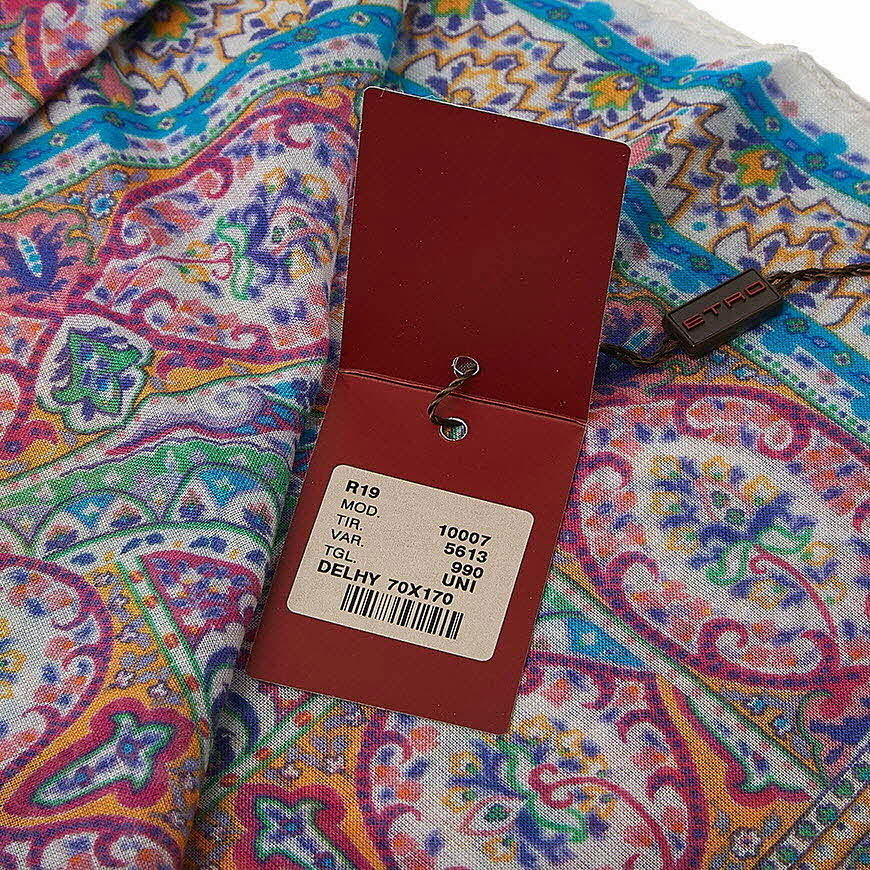 ETRO
R19
MOD. 10007
TIR. 5613
VAR. 990
TGL. UNI
DELHY 70X170